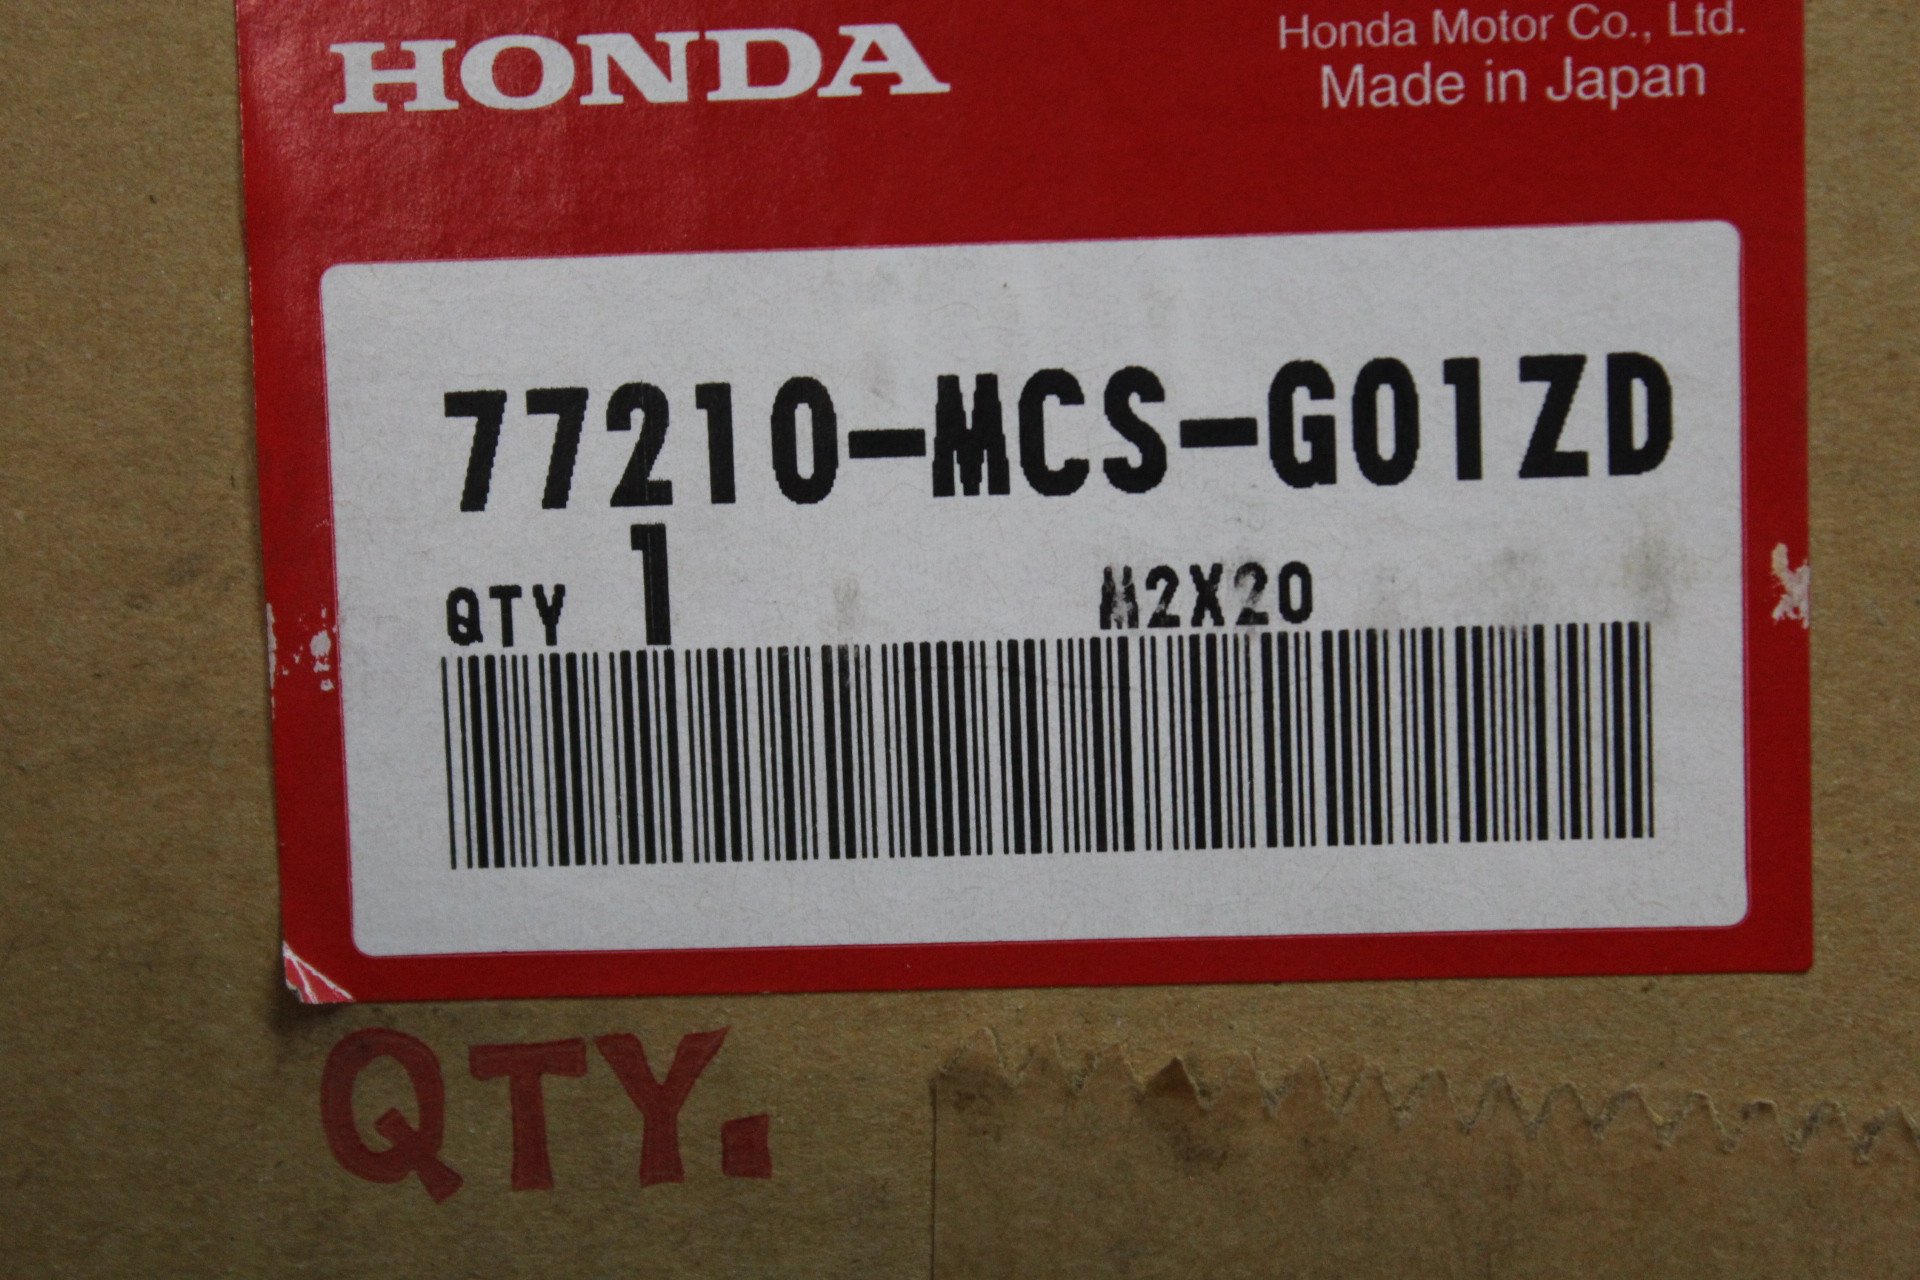 HONDA
Honda Motor Co., Ltd.
Made in Japan
77210-MCS-G01ZD
QTY 1 M2X20
QTY.